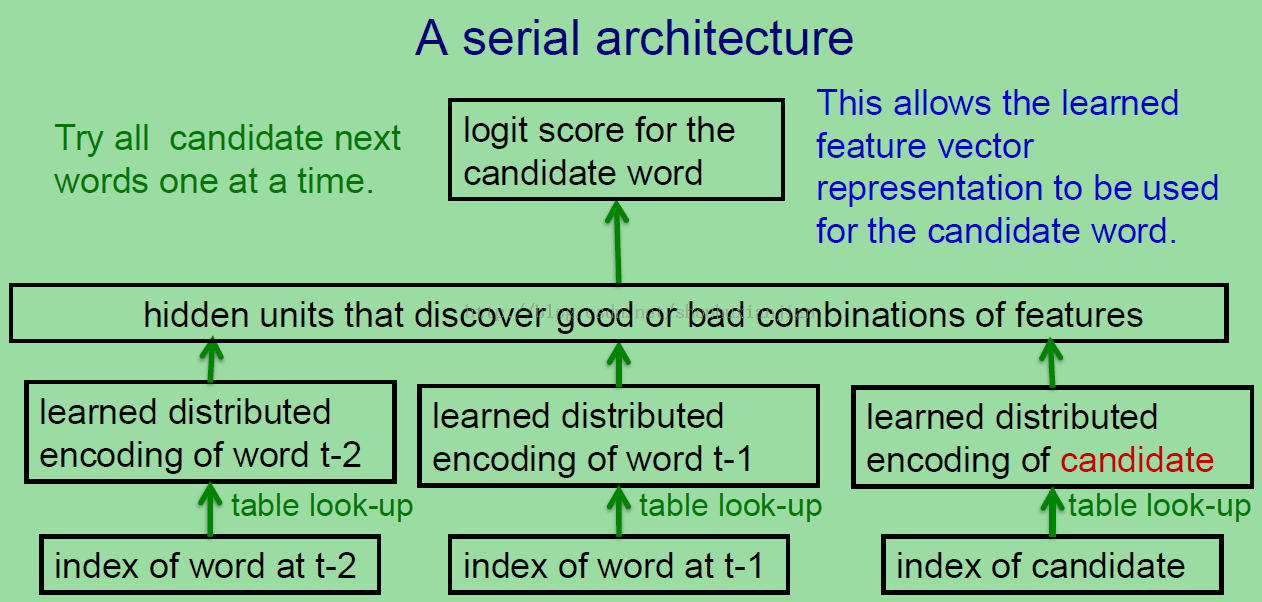 A serial architecture
Try all candidate next
words one at a time.
logit score for the
candidate word
This allows the learned
feature vector
representation to be used
for the candidate word.
hidden units that discover good or bad combinations of features
learned distributed
encoding of word t-2
learned distributed
encoding of word t-1
learned distributed
encoding of candidate
table look-up
table look-up
table look-up
index of word at t-2
index of word at t-1
index of candidate